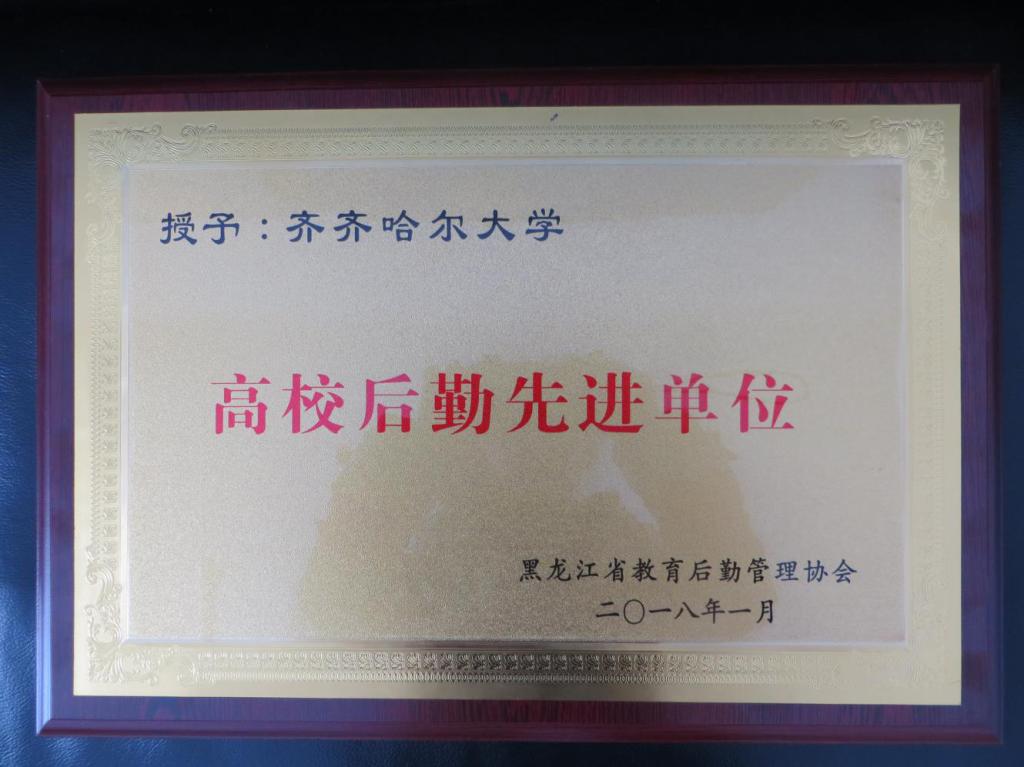 授予：齐齐哈尔大学
高校后勤先进单位
黑龙江省教育后勤管理协会
二〇一八年一月